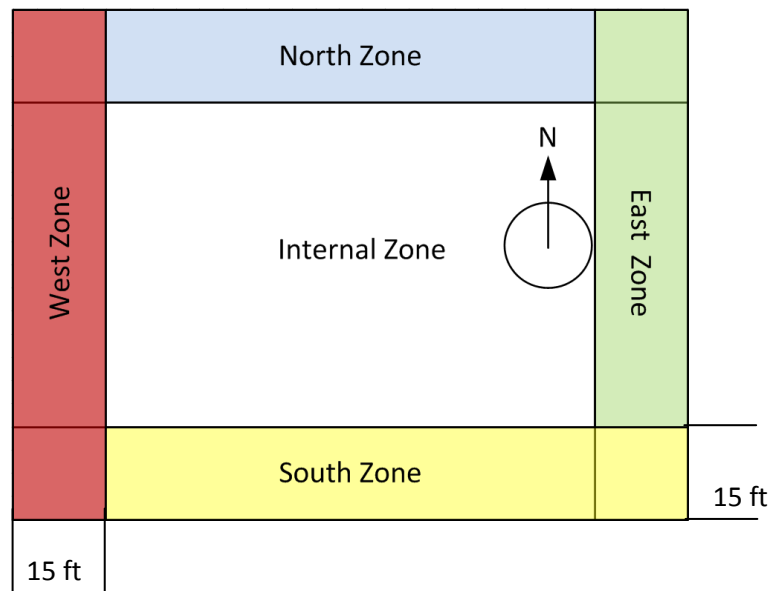 North Zone
N
West Zone
Internal Zone
East Zone
South Zone
15 ft
15 ft